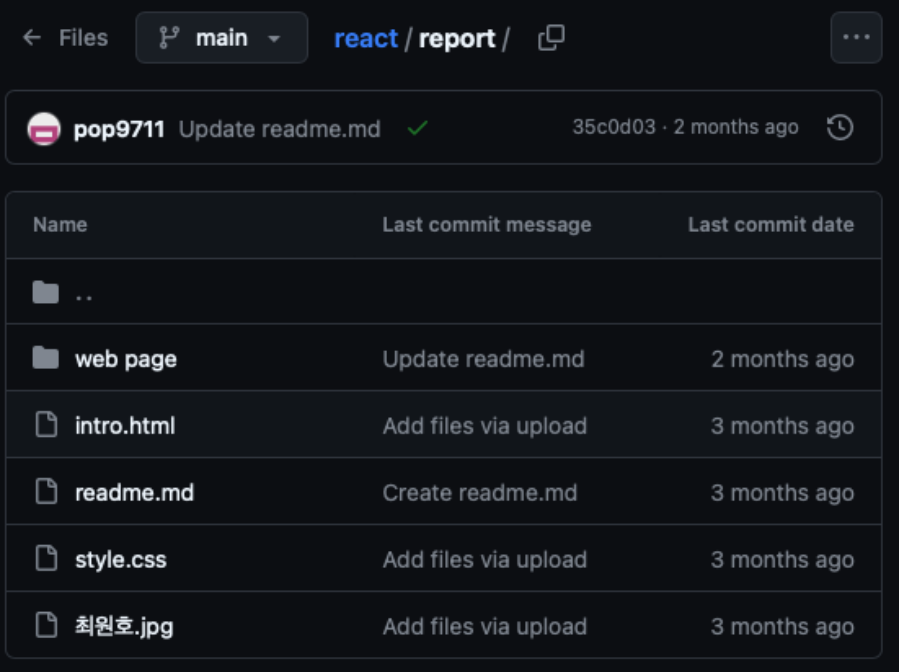 Files main react / report /
pop9711 Update readme.md 35c0d03 · 2 months ago
Name Last commit message Last commit date
..
web page Update readme.md 2 months ago
intro.html Add files via upload 3 months ago
readme.md Create readme.md 3 months ago
style.css Add files via upload 3 months ago
최원호.jpg Add files via upload 3 months ago